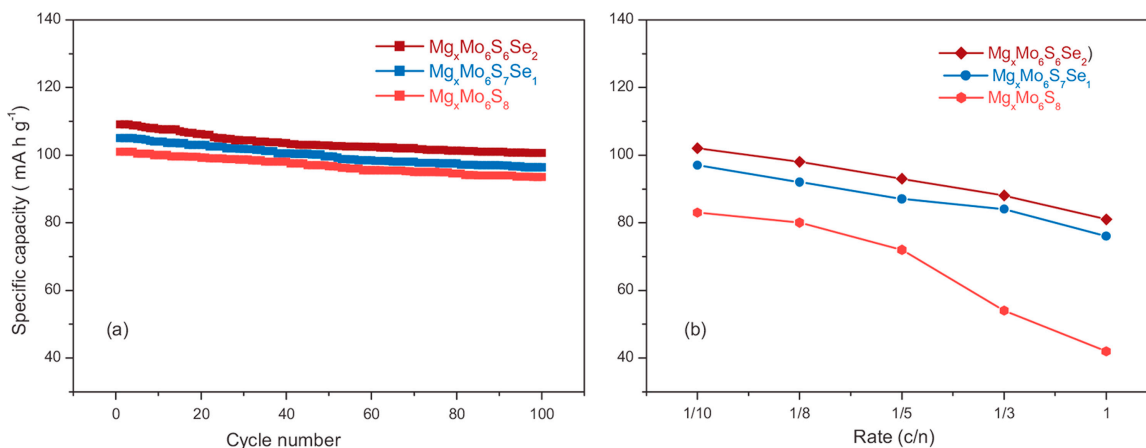 140
120
100
80
60
40
Specific capacity ( mA h g⁻¹)
MgₓMo₆S₆Se₂
MgₓMo₆S₇Se₁
MgₓMo₆S₈
(a)
0 20 40 60 80 100
Cycle number
140
120
100
80
60
40
MgₓMo₆S₆Se₂)
MgₓMo₆S₇Se₁
MgₓMo₆S₈
(b)
1/10 1/8 1/5 1/3 1
Rate (c/n)